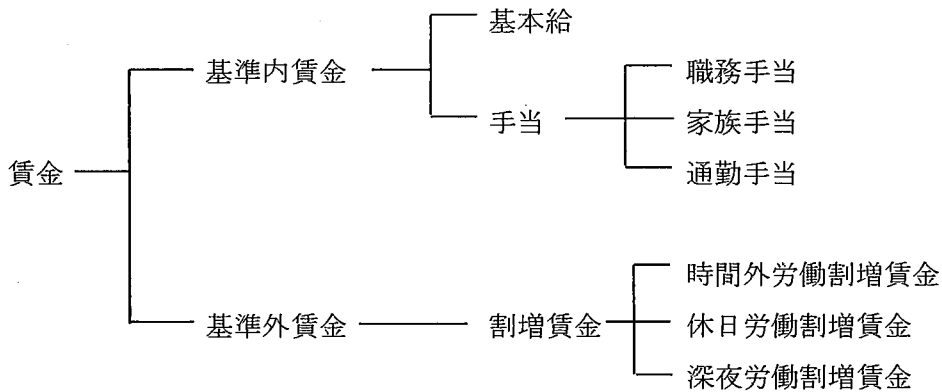 基本給
基準内賃金
職務手当
手当
家族手当
通勤手当
賃金
時間外労働割増賃金
基準外賃金
割増賃金
休日労働割増賃金
深夜労働割増賃金